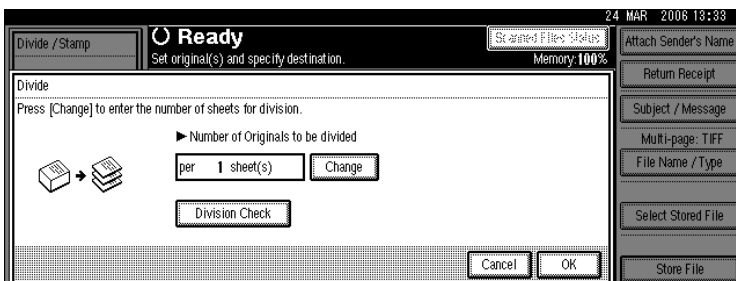 24 MAR 2006 13:33
Divide / Stamp
Ready
Scanned Files Status
Attach Sender's Name
Set original(s) and specify destination.
Memory:100%
Return Receipt
Divide
Press [Change] to enter the number of sheets for division.
Subject / Message
►Number of Originals to be divided
Multi-page: TIFF
per 1 sheet(s)
Change
File Name / Type
Division Check
Select Stored File
Cancel
OK
Store File